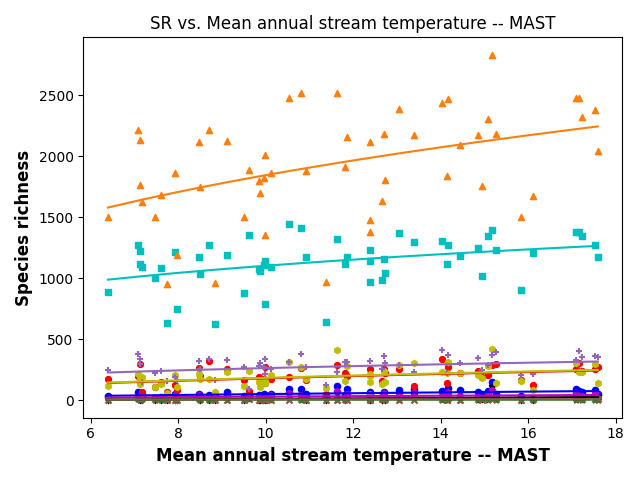 SR vs. Mean annual stream temperature -- MAST
Species richness
2500
2000
1500
1000
500
0
6 8 10 12 14 16 18
Mean annual stream temperature -- MAST